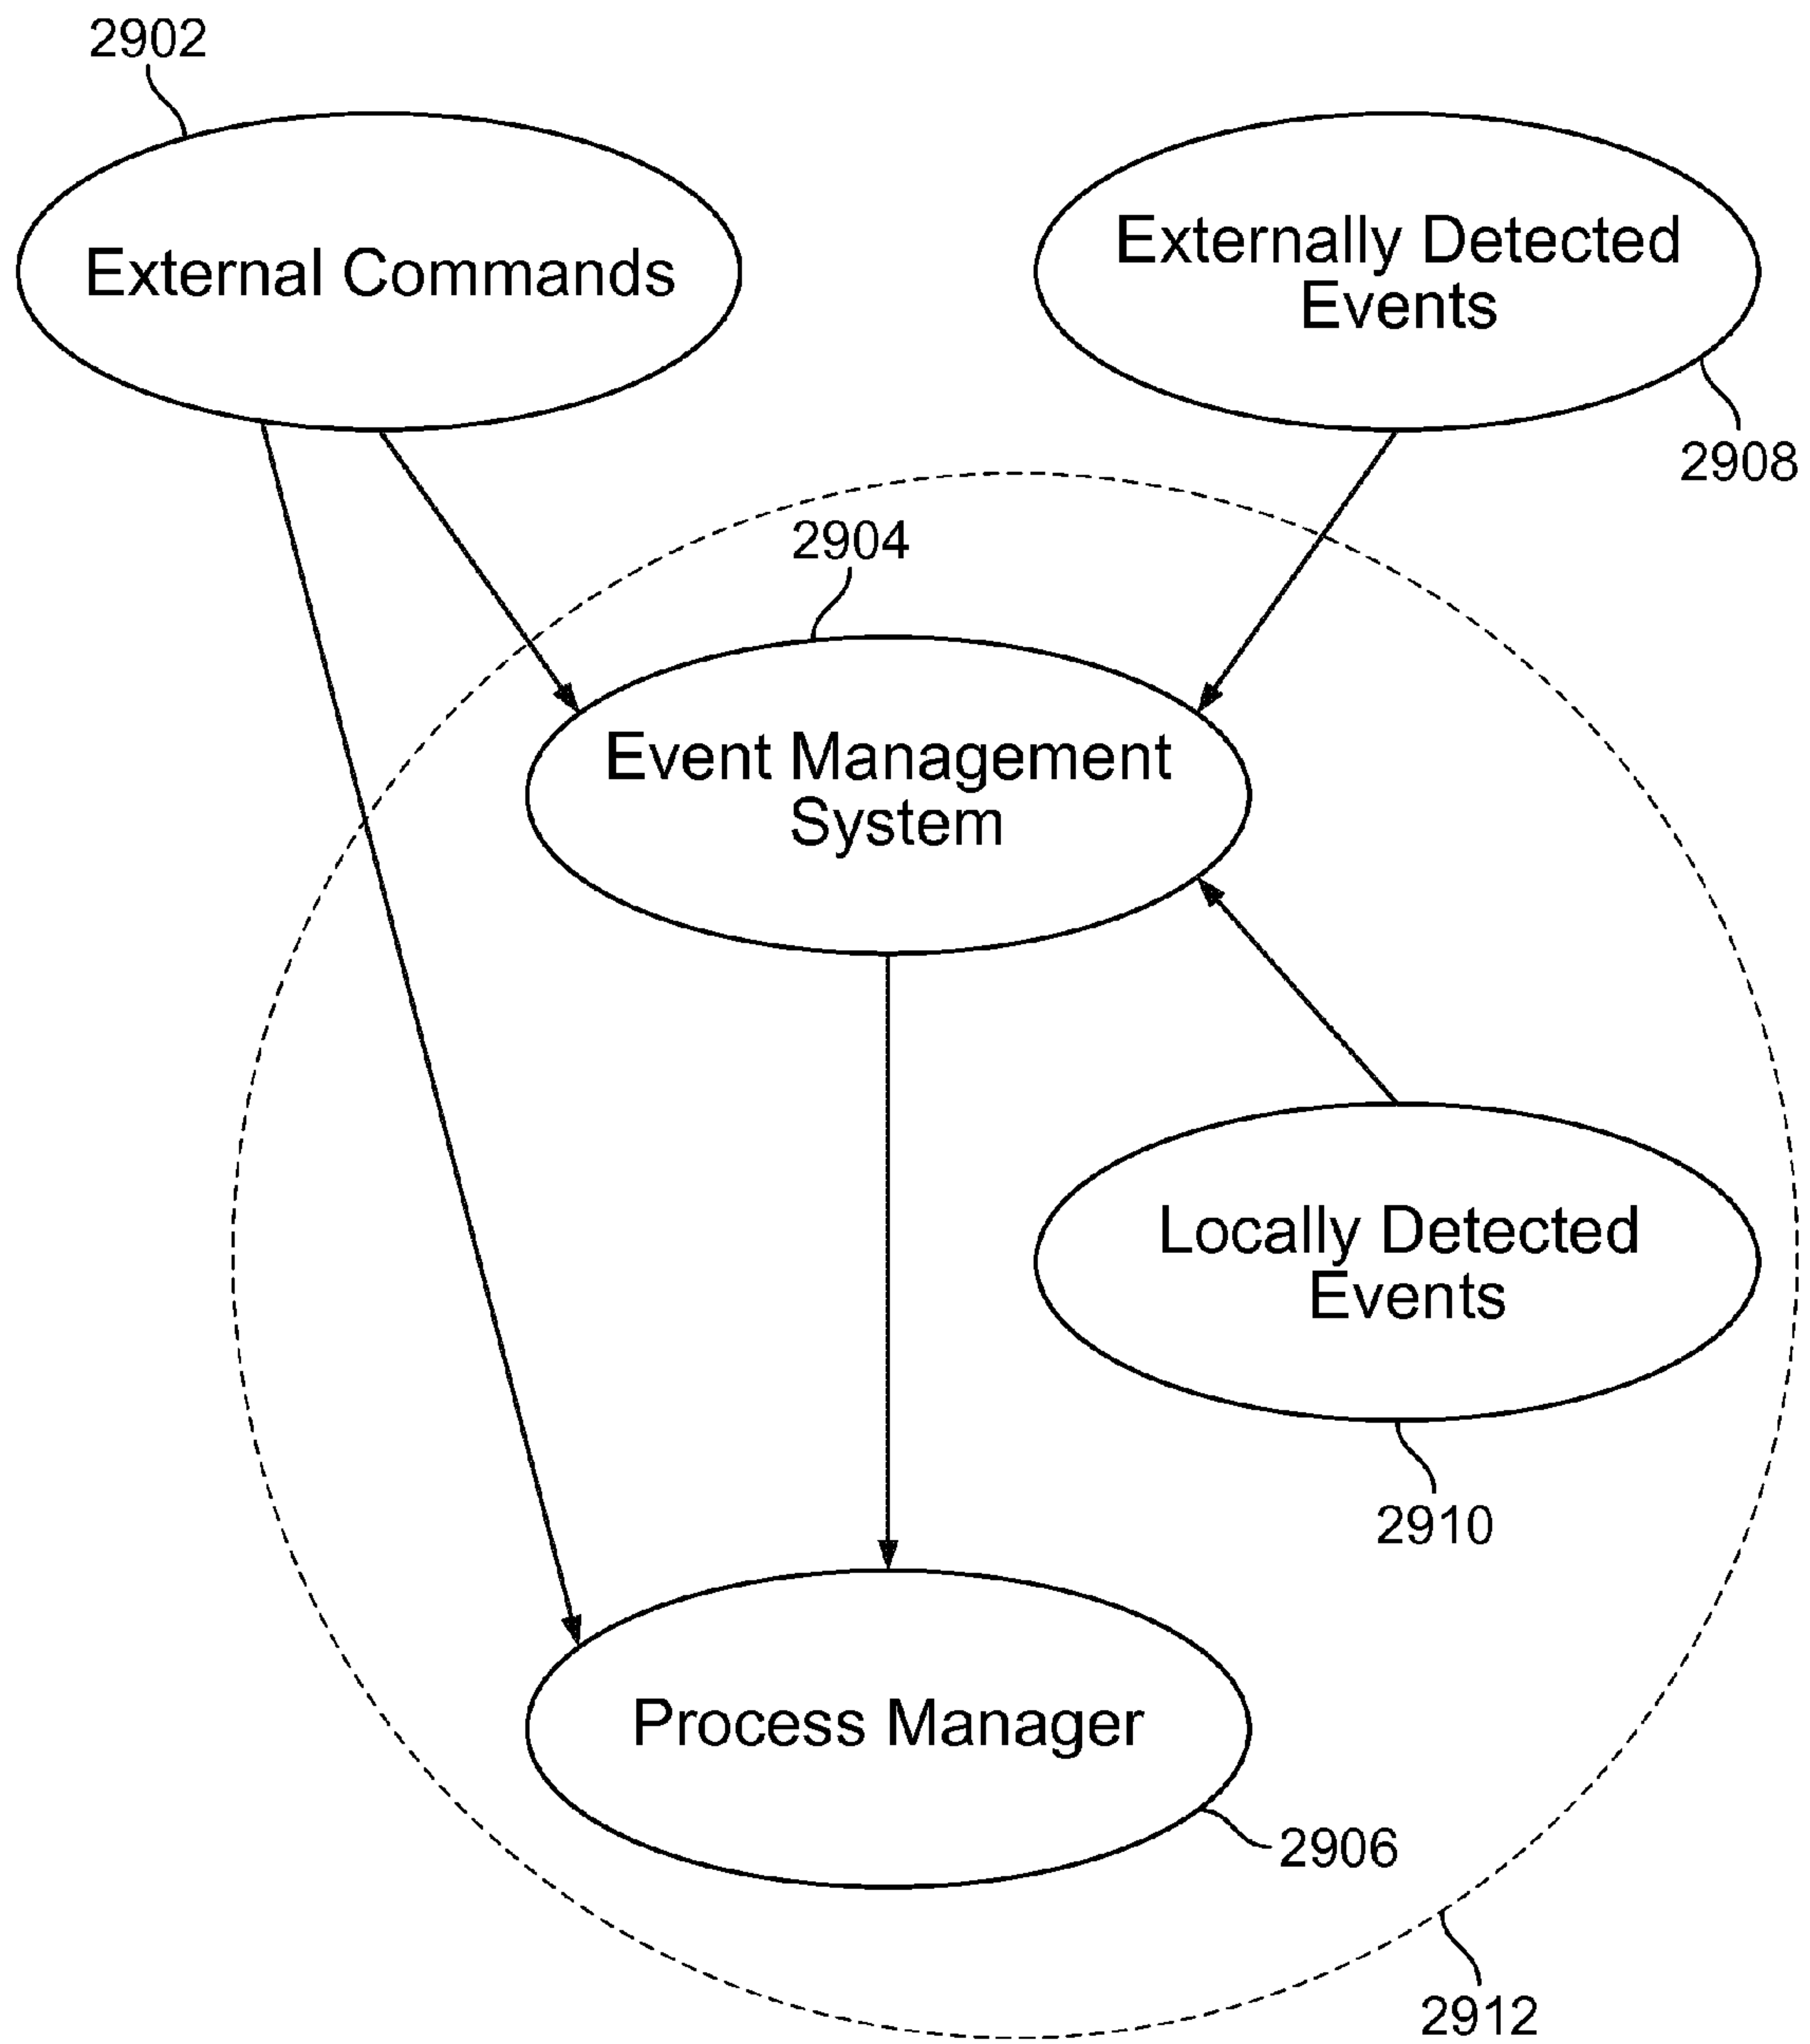 2902
External Commands
Externally Detected
Events
2908
2904
Event Management
System
Locally Detected
Events
2910
Process Manager
2906
2912